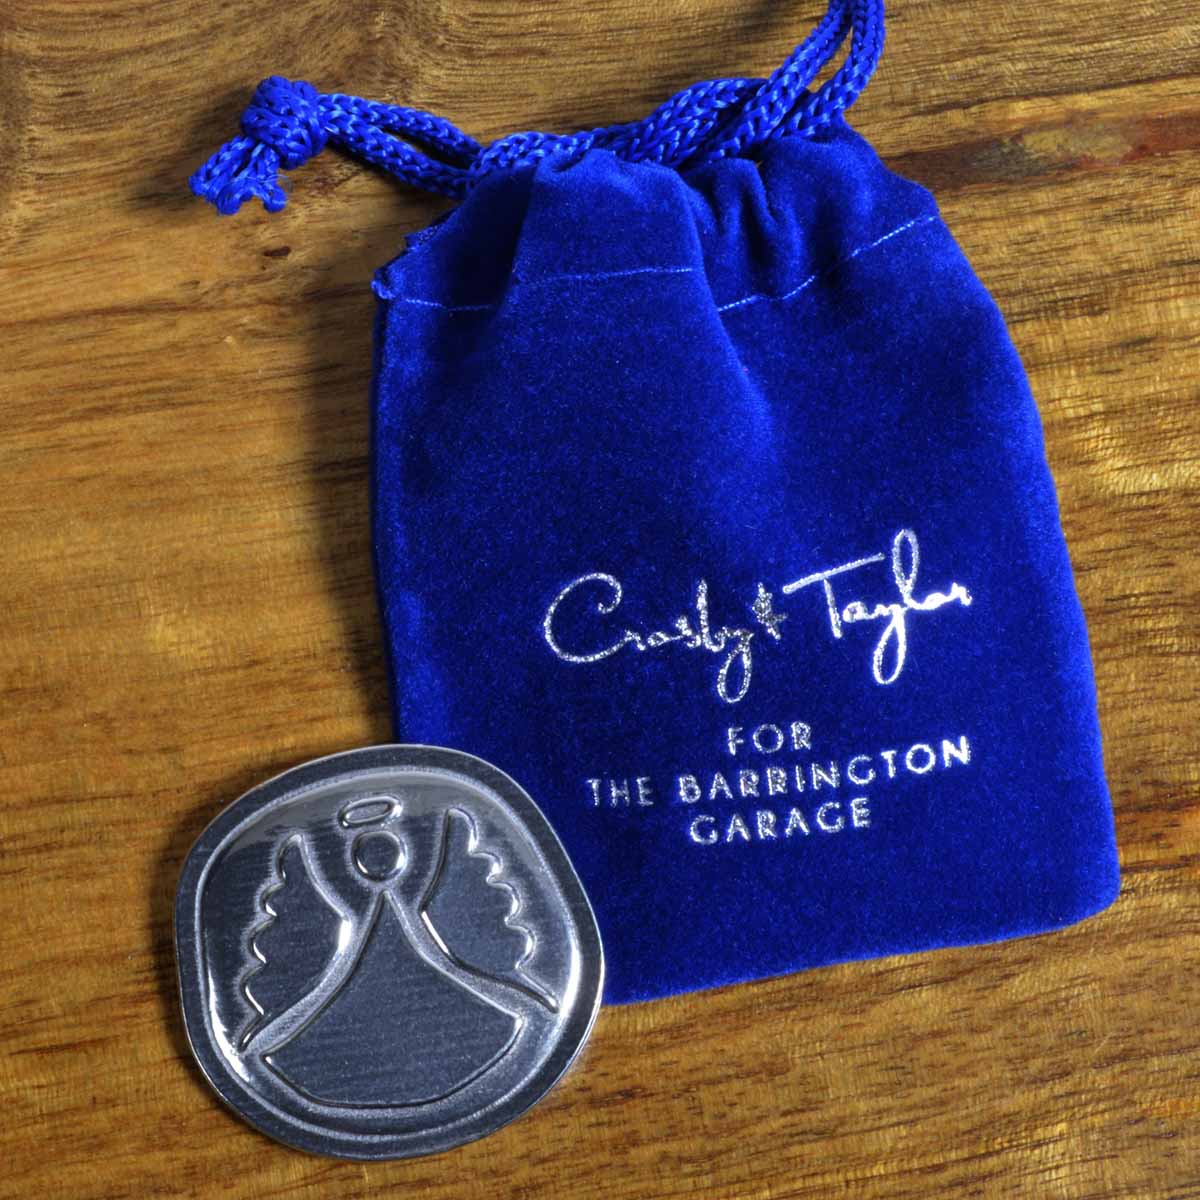 Crosby & Taylor
FOR
THE BARRINGTON
GARAGE